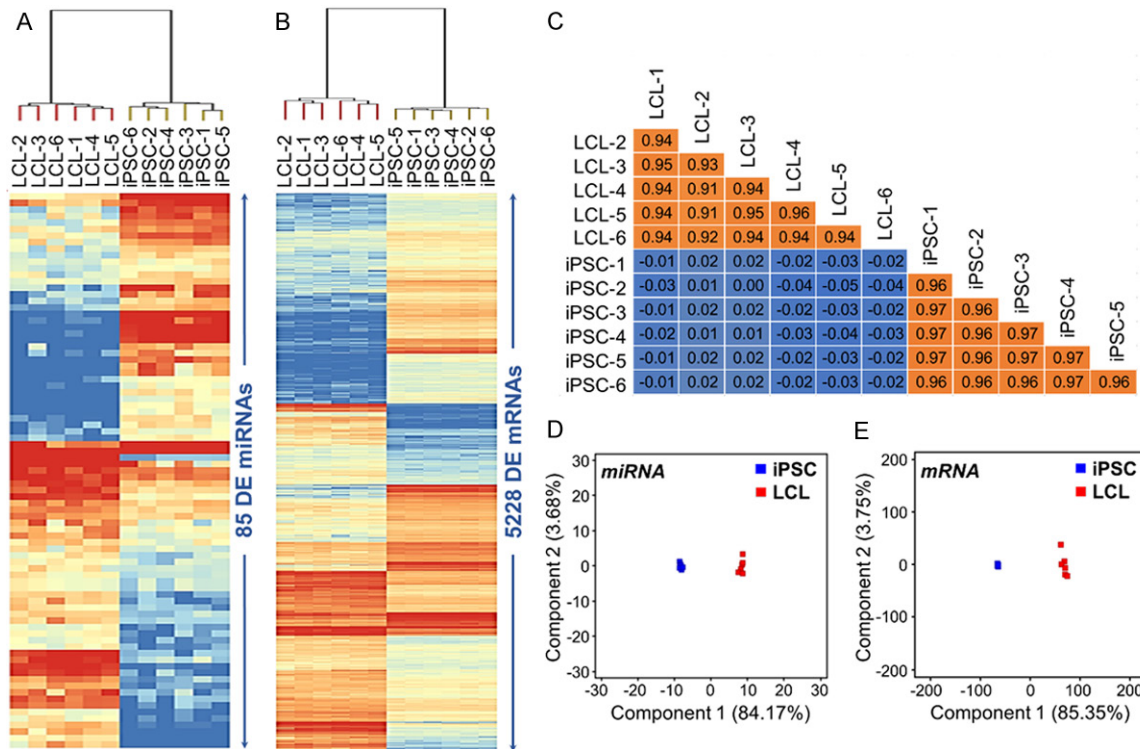 A
B
C
LCL-2
LCL-3
LCL-6
LCL-1
LCL-4
LCL-5
iPSC-6
iPSC-2
iPSC-4
iPSC-3
iPSC-1
iPSC-5
85 DE miRNAs
LCL-2
LCL-1
LCL-3
LCL-6
LCL-4
LCL-5
iPSC-5
iPSC-1
iPSC-3
iPSC-4
iPSC-2
iPSC-6
5228 DE mRNAs
LCL-1
LCL-2
LCL-3
LCL-4
LCL-5
LCL-6
iPSC-1
iPSC-2
iPSC-3
iPSC-4
iPSC-5
LCL-2 0.94
LCL-3 0.95 0.93
LCL-4 0.94 0.91 0.94
LCL-5 0.94 0.91 0.95 0.96
LCL-6 0.94 0.92 0.94 0.94 0.94
iPSC-1 -0.01 0.02 0.02 -0.02 -0.03 -0.02
iPSC-2 -0.03 0.01 0.00 -0.04 -0.05 -0.04 0.96
iPSC-3 -0.01 0.02 0.02 -0.02 -0.03 -0.02 0.97 0.96
iPSC-4 -0.02 0.01 0.01 -0.03 -0.04 -0.03 0.97 0.96 0.97
iPSC-5 -0.01 0.02 0.02 -0.02 -0.03 -0.02 0.97 0.96 0.97 0.97
iPSC-6 -0.01 0.02 0.02 -0.02 -0.03 -0.02 0.96 0.96 0.96 0.97 0.96
D
miRNA
iPSC
LCL
30
20
10
0
-10
-20
-30
Component 2 (3.68%)
-30 -20 -10 0 10 20 30
Component 1 (84.17%)
E
mRNA
iPSC
LCL
200
100
0
-100
-200
Component 2 (3.75%)
-200 -100 0 100 200
Component 1 (85.35%)